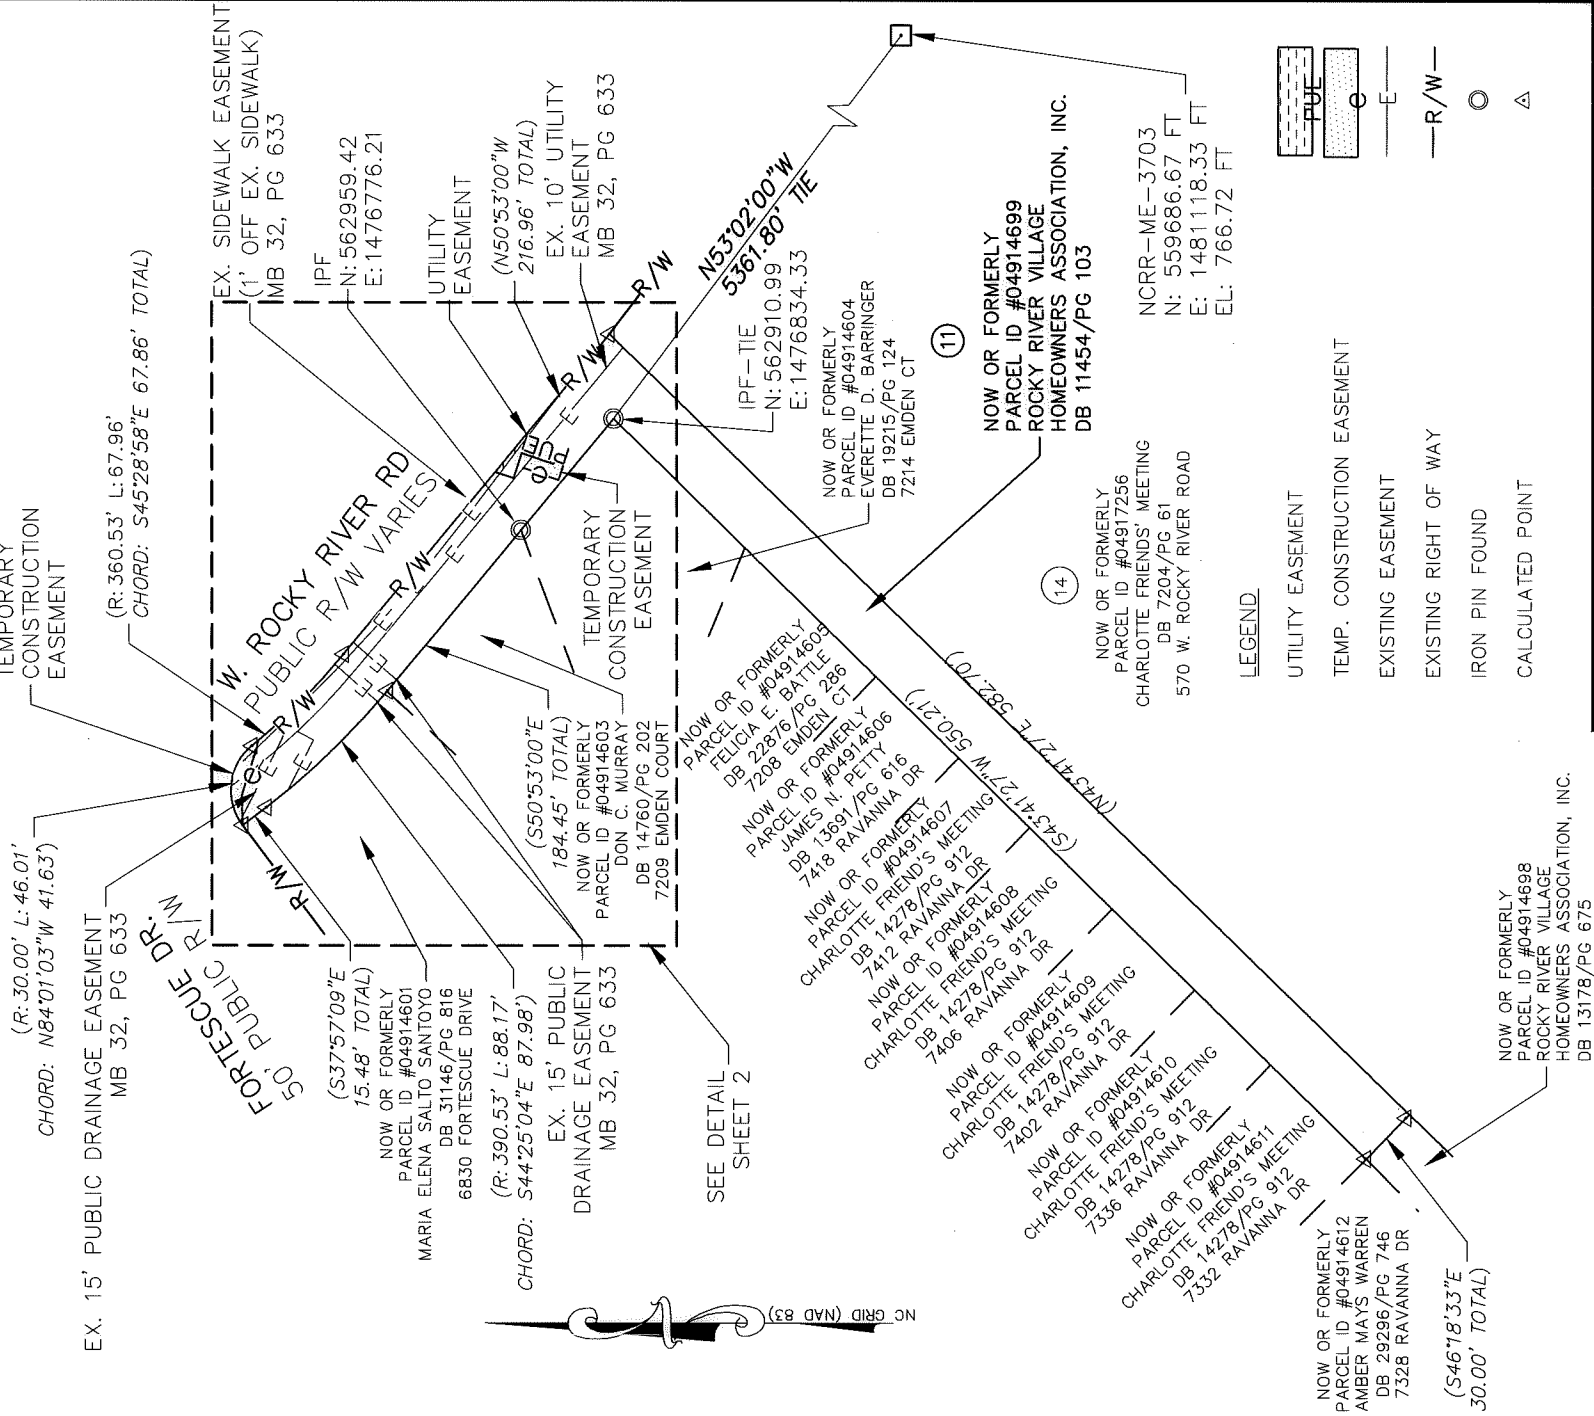 TEMPORARY
CONSTRUCTION
EASEMENT
(R: 360.53' L: 67.96'
CHORD: S45°28'58"E 67.86' TOTAL)
EX. SIDEWALK EASEMENT
(1' OFF EX. SIDEWALK)
MB 32, PG 633
IPF
N: 562959.42
E: 1476776.21
UTILITY
EASEMENT
(N50°53'00"W
216.96' TOTAL)
EX. 10' UTILITY
EASEMENT
MB 32, PG 633
(R: 30.00' L: 46.01'
CHORD: N84°01'03"W 41.63')
EX. 15' PUBLIC DRAINAGE EASEMENT
MB 32, PG 633
FORTESCUE DR.
50' PUBLIC R/W
W. ROCKY RIVER RD
PUBLIC R/W VARIES
R/W
R/W
R/W
R/W
R/W
e
E
E
E
E
E
E
E
E
E
PUE
e
N53°02'00"W
5361.80' TIE
IPF-TIE
N: 562910.99
E: 1476834.33
TEMPORARY
CONSTRUCTION
EASEMENT
(S37°57'09"E
15.48' TOTAL)
NOW OR FORMERLY
PARCEL ID #04914601
MARIA ELENA SALTO SANTOYO
DB 31146/PG 816
6830 FORTESCUE DRIVE
(R: 390.53' L: 88.17'
CHORD: S44°25'04"E 87.98')
EX. 15' PUBLIC
DRAINAGE EASEMENT
MB 32, PG 633
(S50°53'00"E
184.45' TOTAL)
NOW OR FORMERLY
PARCEL ID #04914603
DON C. MURRAY
DB 14760/PG 202
7209 EMDEN COURT
SEE DETAIL
SHEET 2
NOW OR FORMERLY
PARCEL ID #04914604
EVERETTE D. BARRINGER
DB 19215/PG 124
7214 EMDEN CT
11
NOW OR FORMERLY
PARCEL ID #04914699
ROCKY RIVER VILLAGE
HOMEOWNERS ASSOCIATION, INC.
DB 11454/PG 103
NCRR-ME-3703
N: 559686.67 FT
E: 1481118.33 FT
EL: 766.72 FT
14
NOW OR FORMERLY
PARCEL ID #04917256
CHARLOTTE FRIENDS' MEETING
DB 7204/PG 61
570 W. ROCKY RIVER ROAD
NOW OR FORMERLY
PARCEL ID #04914605
FELICIA E. BATTLE
DB 22876/PG 286
7208 EMDEN CT
NOW OR FORMERLY
PARCEL ID #04914606
JAMES N. PETTY
DB 13691/PG 616
7418 RAVANNA DR
NOW OR FORMERLY
PARCEL ID #04914607
CHARLOTTE FRIEND'S MEETING
DB 14278/PG 912
7412 RAVANNA DR
NOW OR FORMERLY
PARCEL ID #04914608
CHARLOTTE FRIEND'S MEETING
DB 14278/PG 912
7406 RAVANNA DR
NOW OR FORMERLY
PARCEL ID #04914609
CHARLOTTE FRIEND'S MEETING
DB 14278/PG 912
7402 RAVANNA DR
NOW OR FORMERLY
PARCEL ID #04914610
CHARLOTTE FRIEND'S MEETING
DB 14278/PG 912
7336 RAVANNA DR
NOW OR FORMERLY
PARCEL ID #04914611
CHARLOTTE FRIEND'S MEETING
DB 14278/PG 912
7332 RAVANNA DR
(S43°41'27"W 550.21')
(N43°41'27"E 582.70')
NOW OR FORMERLY
PARCEL ID #04914612
AMBER MAYS WARREN
DB 29296/PG 746
7328 RAVANNA DR
(S46°18'33"E
30.00' TOTAL)
NOW OR FORMERLY
PARCEL ID #04914698
ROCKY RIVER VILLAGE
HOMEOWNERS ASSOCIATION, INC.
DB 13178/PG 675
NC GRID (NAD 83)
LEGEND
UTILITY EASEMENT PUE
TEMP. CONSTRUCTION EASEMENT e
EXISTING EASEMENT E
EXISTING RIGHT OF WAY R/W
IRON PIN FOUND
CALCULATED POINT